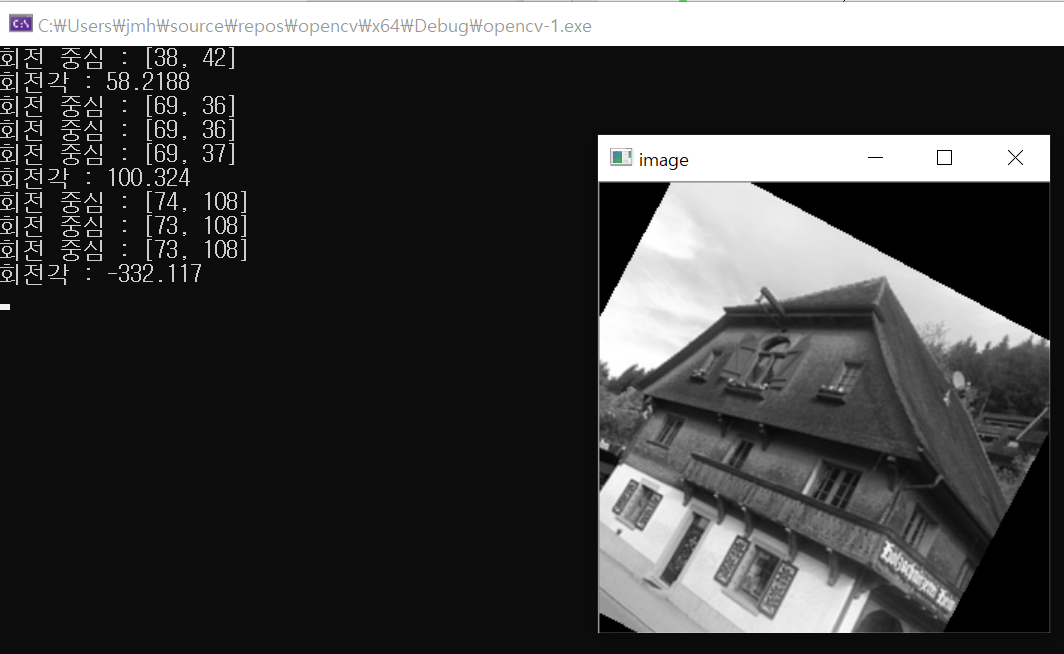 C:₩Users₩jmh₩source₩repos₩opencv₩x64₩Debug₩opencv-1.exe
회전 중심 : [38, 42]
회전각 : 58.2188
회전 중심 : [69, 36]
회전 중심 : [69, 36]
회전 중심 : [69, 37]
회전각 : 100.324
회전 중심 : [74, 108]
회전 중심 : [73, 108]
회전 중심 : [73, 108]
회전각 : -332.117
image